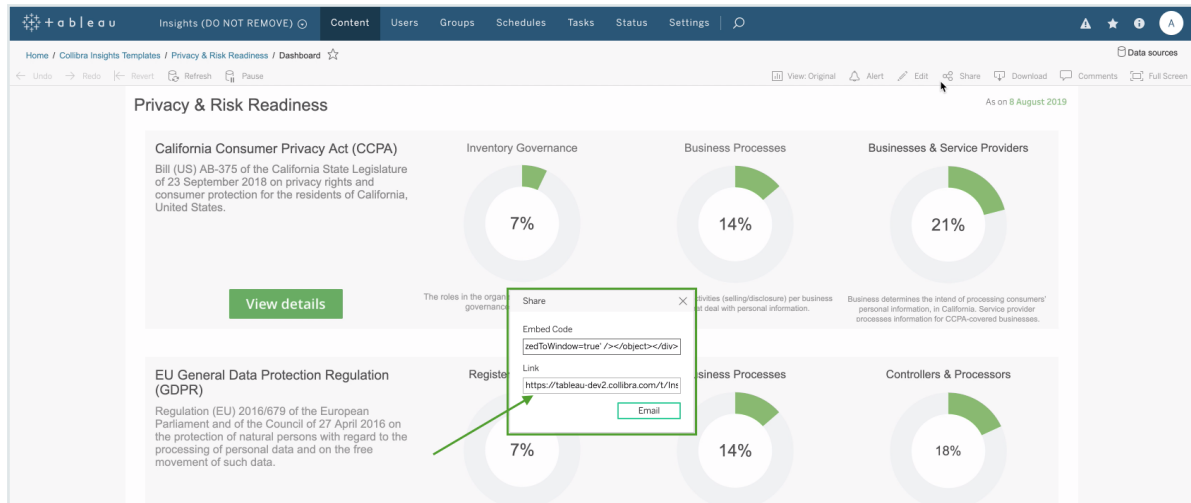 +ableau
Insights (DO NOT REMOVE)
Content
Users
Groups
Schedules
Tasks
Status
Settings
A
Home / Collibra Insights Templates / Privacy & Risk Readiness / Dashboard
Data sources
Undo
Redo
Revert
Refresh
Pause
View: Original
Alert
Edit
Share
Download
Comments
Full Screen
Privacy & Risk Readiness
As on 8 August 2019
California Consumer Privacy Act (CCPA)
Bill (US) AB-375 of the California State Legislature
of 23 September 2018 on privacy rights and
consumer protection for the residents of California,
United States.
View details
Inventory Governance
7%
The roles in the organ
governance
Business Processes
14%
ctivities (selling/disclosure) per business
at deal with personal information.
Businesses & Service Providers
21%
Business determines the intend of processing consumers'
personal information, in California. Service provider
processes information for CCPA-covered businesses.
Share
Embed Code
zedToWindow=true' /></object></div>
Link
https://tableau-dev2.collibra.com/t/Ins
Email
EU General Data Protection Regulation
(GDPR)
Regulation (EU) 2016/679 of the European
Parliament and of the Council of 27 April 2016 on
the protection of natural persons with regard to the
processing of personal data and on the free
movement of such data.
Registe
7%
siness Processes
14%
Controllers & Processors
18%